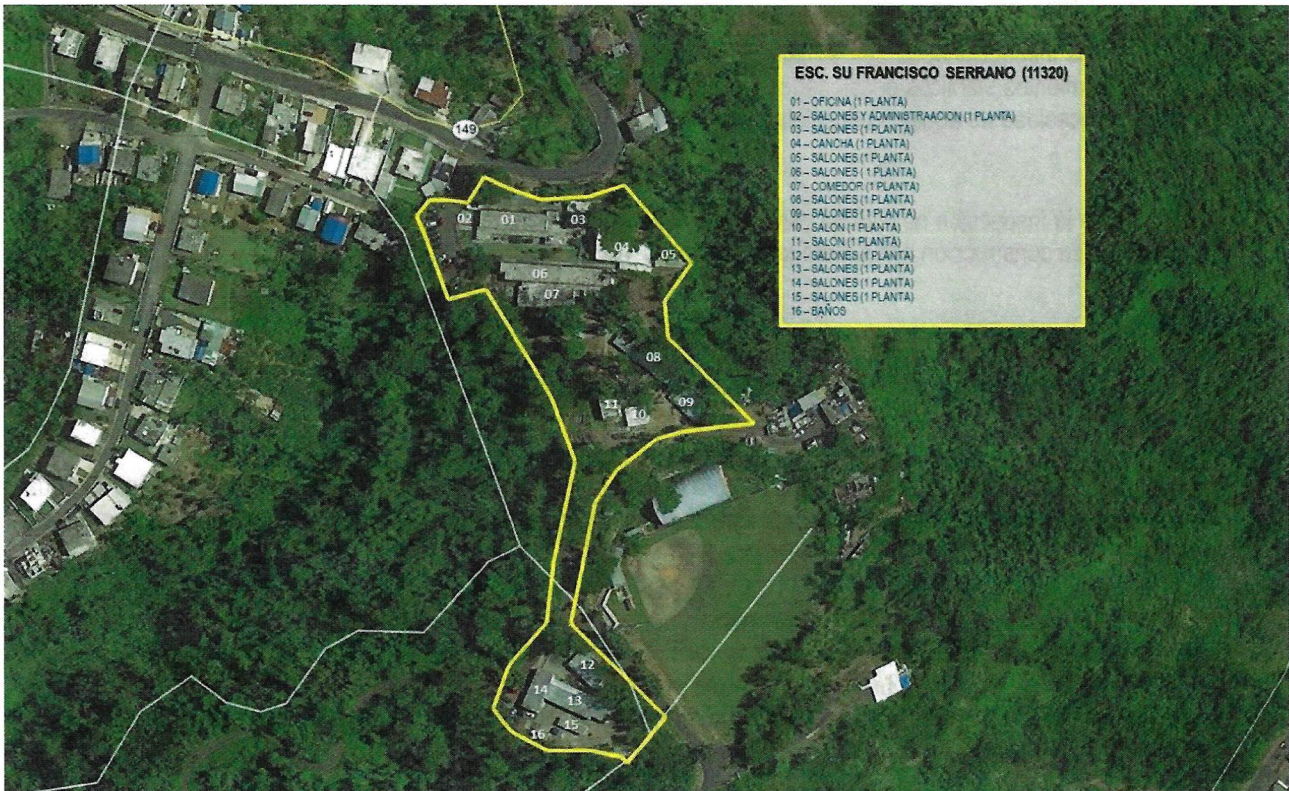 ESC. SU FRANCISCO SERRANO (11320)
01 – OFICINA (1 PLANTA)
02 – SALONES Y ADMINISTRAACION (1 PLANTA)
03 – SALONES (1 PLANTA)
04 – CANCHA (1 PLANTA)
05 – SALONES (1 PLANTA)
06 – SALONES ( 1 PLANTA)
07 – COMEDOR (1 PLANTA)
08 – SALONES (1 PLANTA)
09 – SALONES ( 1 PLANTA)
10 – SALON (1 PLANTA)
11 – SALON (1 PLANTA)
12 – SALONES (1 PLANTA)
13 – SALONES (1 PLANTA)
14 – SALONES (1 PLANTA)
15 – SALONES (1 PLANTA)
16 – BAÑOS
149
02
01
03
04
05
06
07
08
11
10
09
12
14
13
15
16